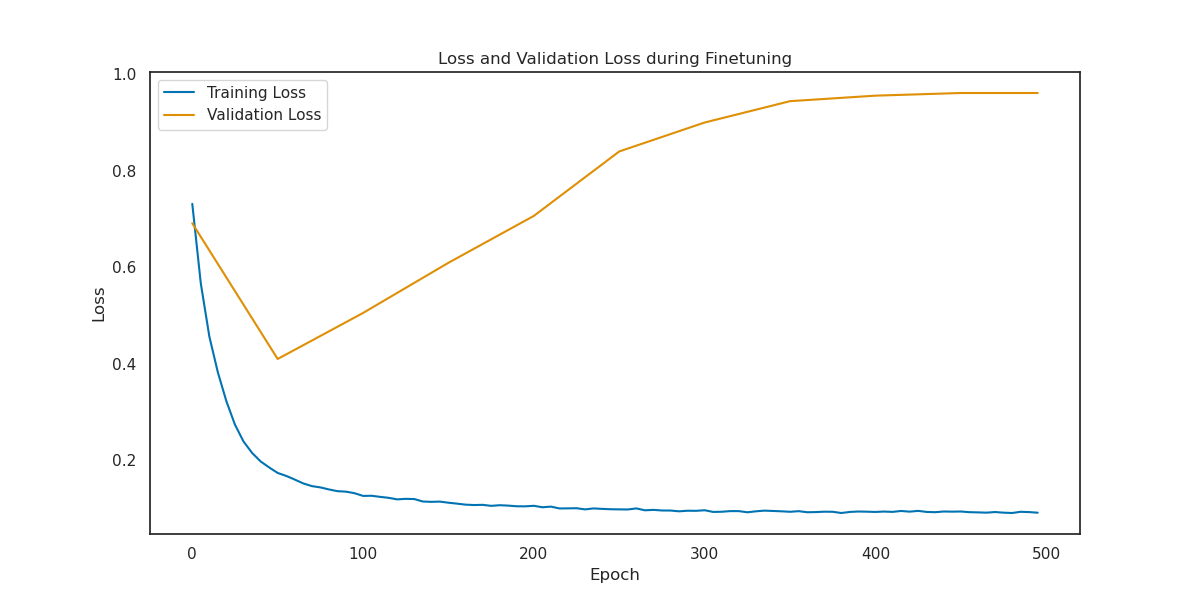 Loss and Validation Loss during Finetuning
1.0
Training Loss
Validation Loss
0.8
0.6
Loss
0.4
0.2
0 100 200 300 400 500
Epoch